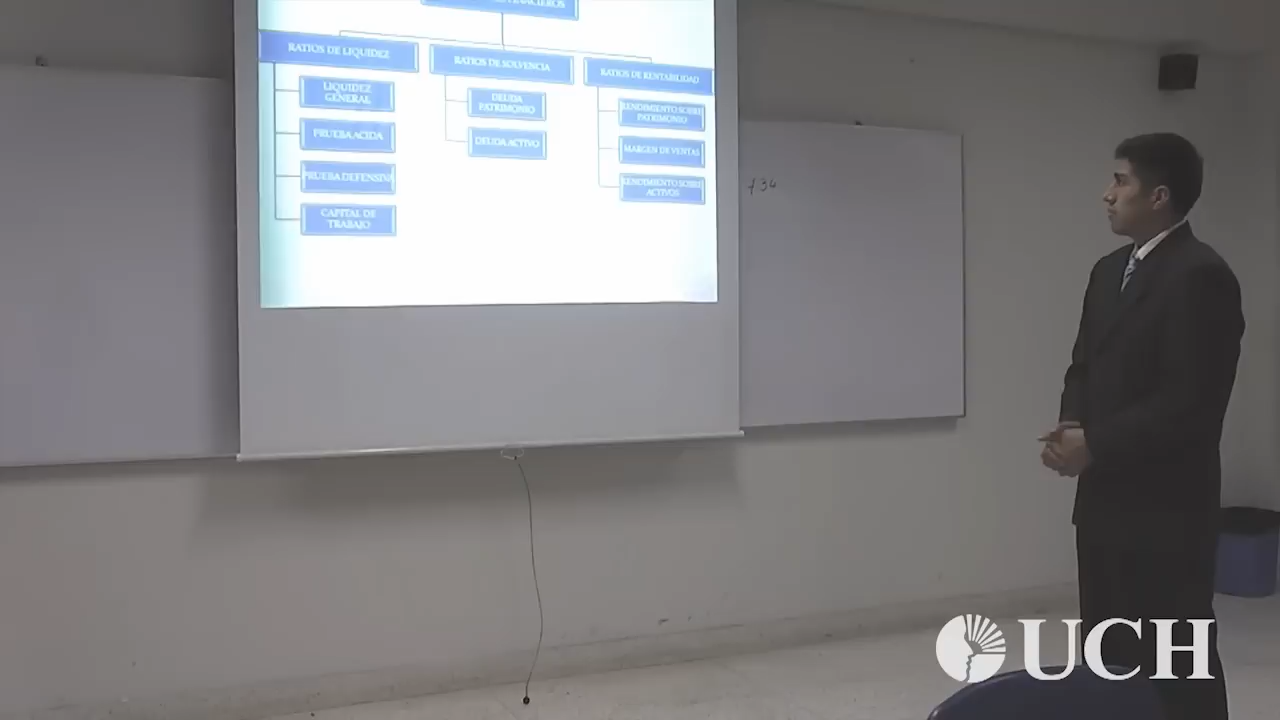 FINANCIEROS
RATIOS DE LIQUIDEZ
LIQUIDEZ
GENERAL
PRUEBA ACIDA
PRUEBA DEFENSIVA
CAPITAL DE
TRABAJO
RATIOS DE SOLVENCIA
DEUDA
PATRIMONIO
DEUDA ACTIVO
RATIOS DE RENTABILIDAD
RENDIMIENTO SOBRE
PATRIMONIO
MARGEN DE VENTAS
RENDIMIENTO SOBRE
ACTIVOS
UCH